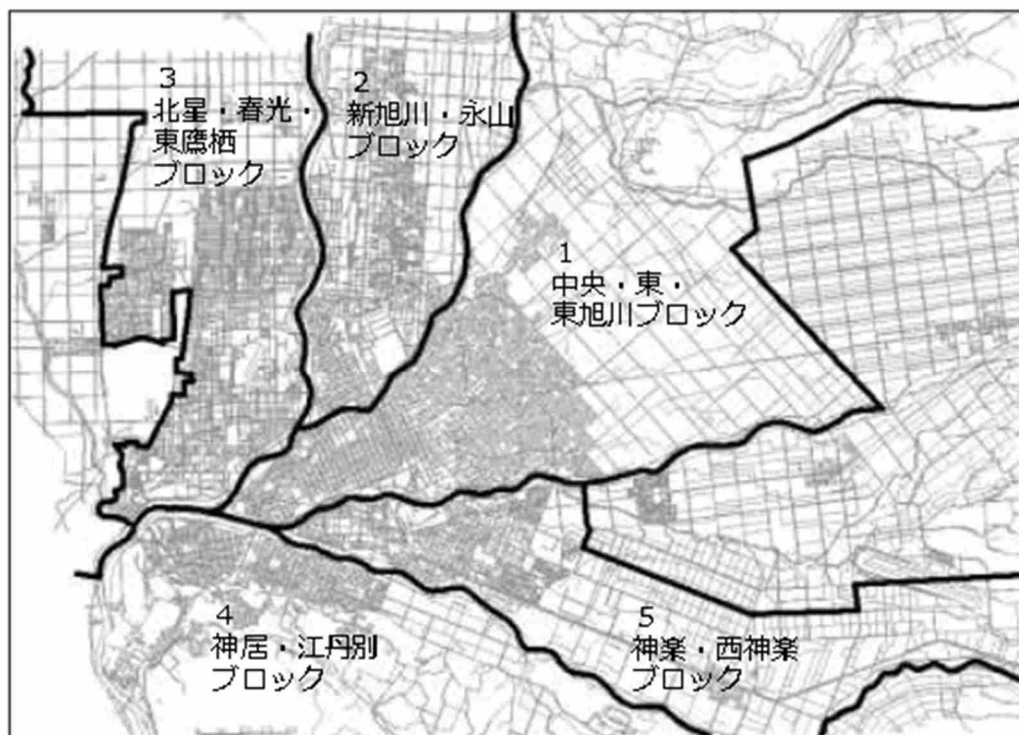 3
北星・春光・
東鷹栖
ブロック
2
新旭川・永山
ブロック
1
中央・東・
東旭川ブロック
4
神居・江丹別
ブロック
5
神楽・西神楽
ブロック